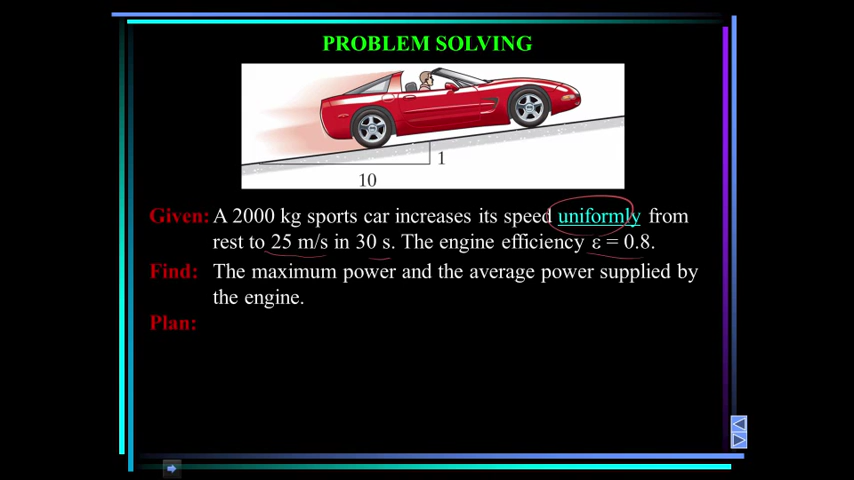 PROBLEM SOLVING
1
10
Given: A 2000 kg sports car increases its speed uniformly from
rest to 25 m/s in 30 s. The engine efficiency ε = 0.8.
Find: The maximum power and the average power supplied by
the engine.
Plan: